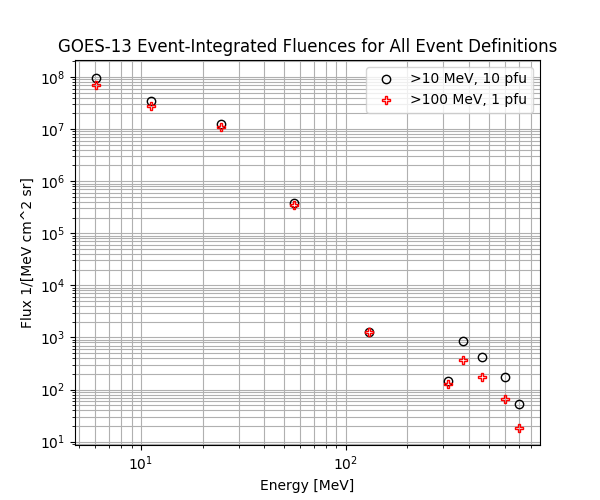 GOES-13 Event-Integrated Fluences for All Event Definitions
>10 MeV, 10 pfu
>100 MeV, 1 pfu
10^8
10^7
10^6
10^5
10^4
10^3
10^2
10^1
Flux 1/[MeV cm^2 sr]
10^1
10^2
Energy [MeV]